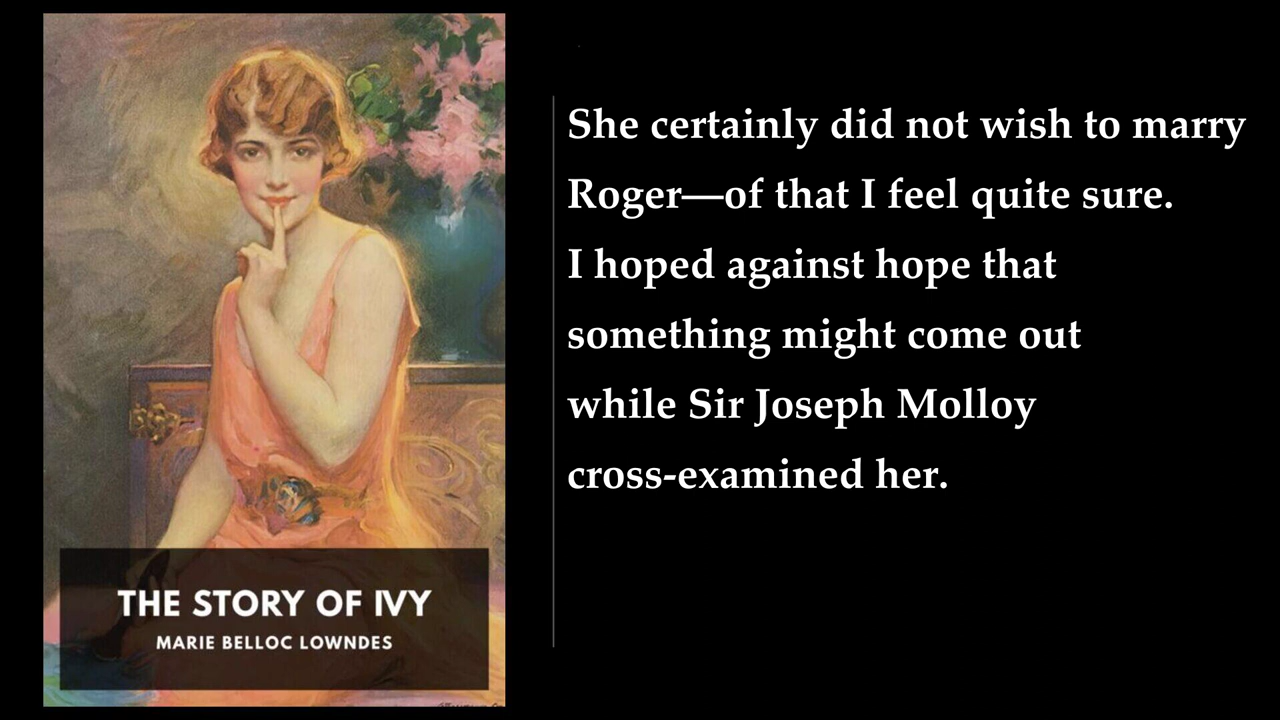 THE STORY OF IVY
MARIE BELLOC LOWNDES
She certainly did not wish to marry
Roger—of that I feel quite sure.
I hoped against hope that
something might come out
while Sir Joseph Molloy
cross-examined her.